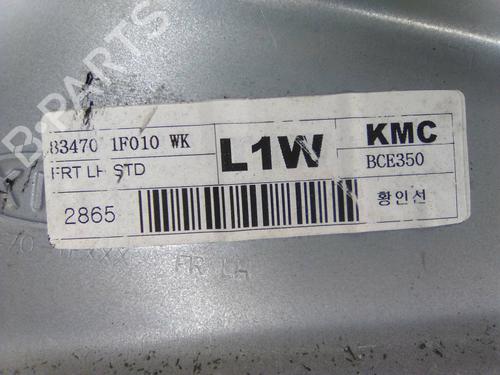 B-PARTS
83470 1F010 WK
FRT LH STD
2865
L1W
KMC
BCE350
황인선
FR LH